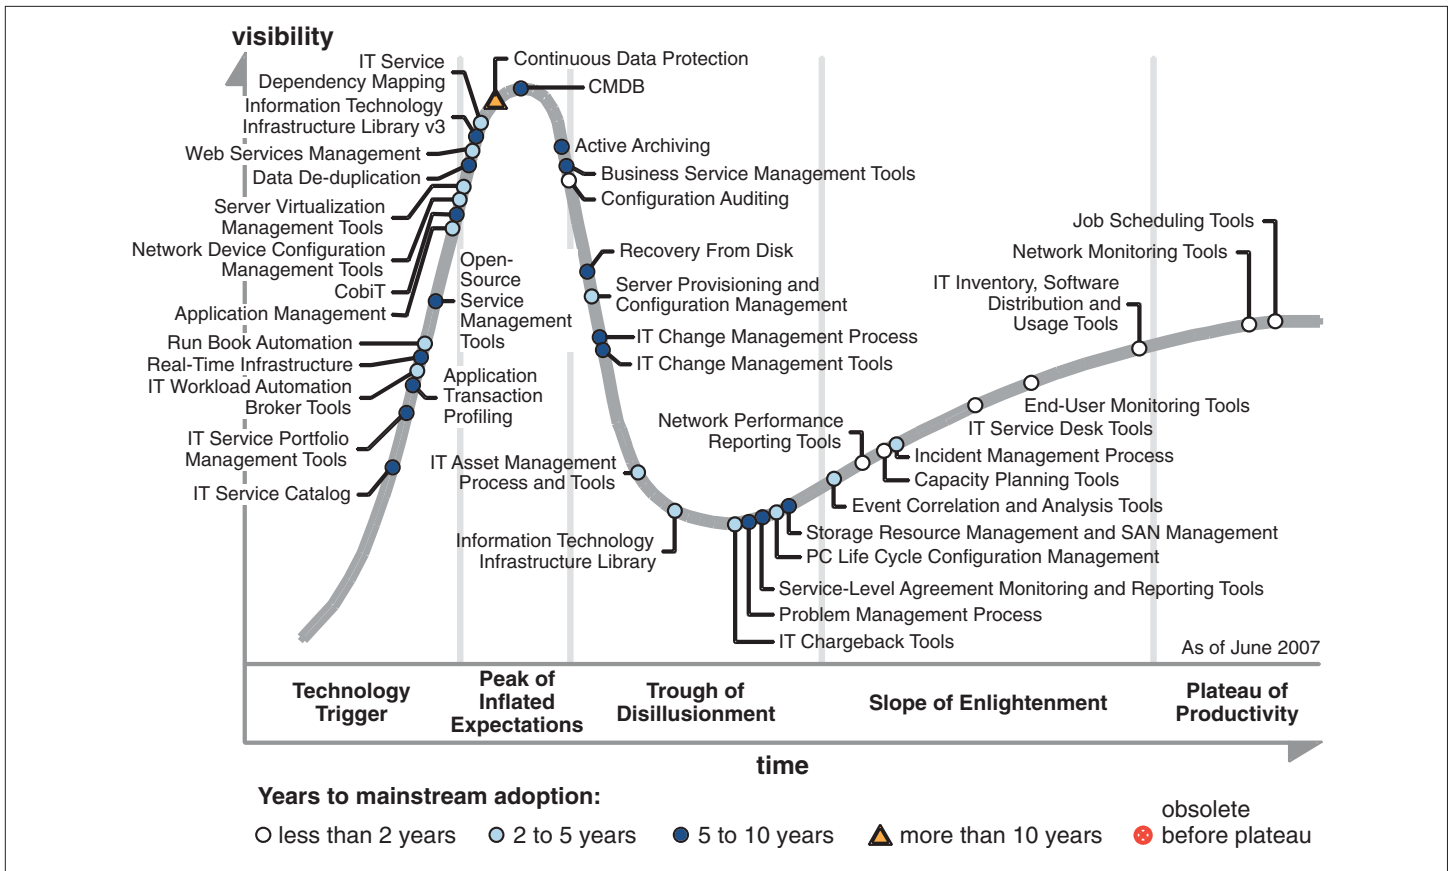 visibility
IT Service
Dependency Mapping
Information Technology
Infrastructure Library v3
Web Services Management
Data De-duplication
Server Virtualization
Management Tools
Network Device Configuration
Management Tools
CobiT
Application Management
Run Book Automation
Real-Time Infrastructure
IT Workload Automation
Broker Tools
IT Service Portfolio
Management Tools
IT Service Catalog
Open-
Source
Service
Management
Tools
Application
Transaction
Profiling
Continuous Data Protection
CMDB
Active Archiving
Business Service Management Tools
Configuration Auditing
Recovery From Disk
Server Provisioning and
Configuration Management
IT Change Management Process
IT Change Management Tools
IT Asset Management
Process and Tools
Information Technology
Infrastructure Library
Network Performance
Reporting Tools
Job Scheduling Tools
Network Monitoring Tools
IT Inventory, Software
Distribution and
Usage Tools
End-User Monitoring Tools
IT Service Desk Tools
Incident Management Process
Capacity Planning Tools
Event Correlation and Analysis Tools
Storage Resource Management and SAN Management
PC Life Cycle Configuration Management
Service-Level Agreement Monitoring and Reporting Tools
Problem Management Process
IT Chargeback Tools
As of June 2007
Technology
Trigger
Peak of
Inflated
Expectations
Trough of
Disillusionment
Slope of Enlightenment
Plateau of
Productivity
time
Years to mainstream adoption:
less than 2 years
2 to 5 years
5 to 10 years
more than 10 years
obsolete
before plateau